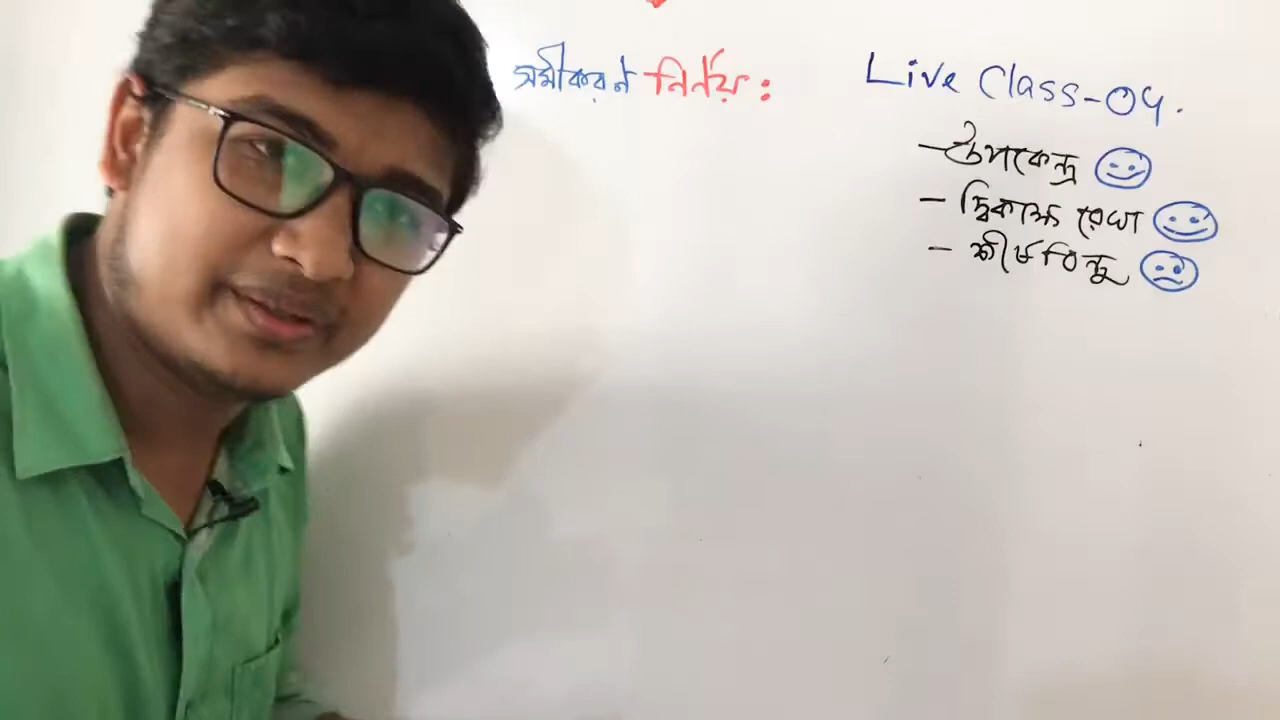 সমীকরণ নির্ণয়:
Live Class-04.
- উপকেন্দ্র
- দ্বিকাক্ষ রেখা
- শীর্ষবিন্দু